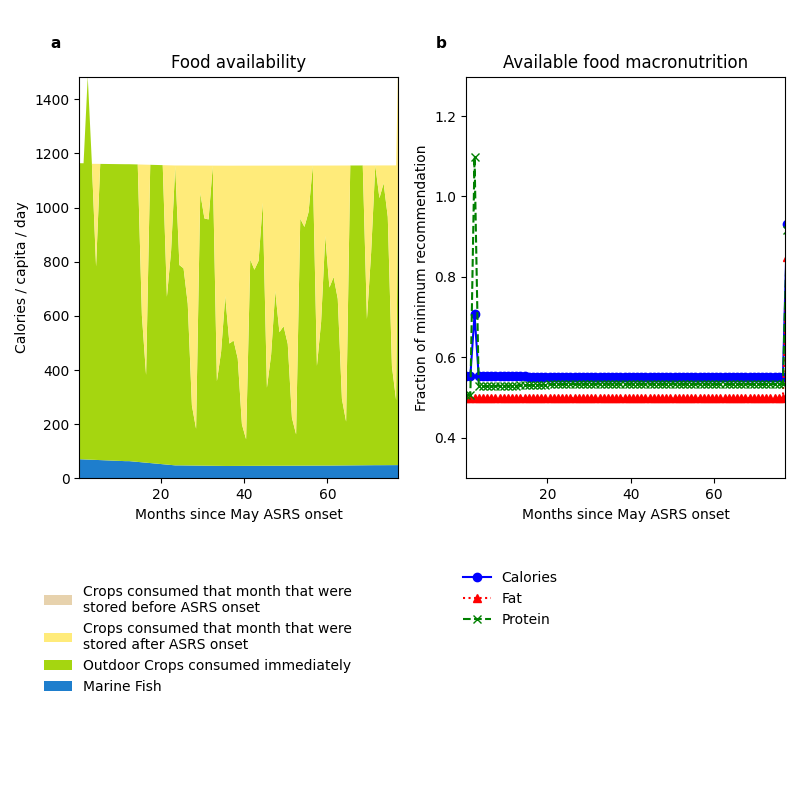 a
Food availability
1400
1200
1000
800
600
400
200
0
20
40
60
Calories / capita / day
Months since May ASRS onset
b
Available food macronutrition
1.2
1.0
0.8
0.6
0.4
20
40
60
Fraction of minimum recommendation
Months since May ASRS onset
Crops consumed that month that were
stored before ASRS onset
Crops consumed that month that were
stored after ASRS onset
Outdoor Crops consumed immediately
Marine Fish
Calories
Fat
Protein